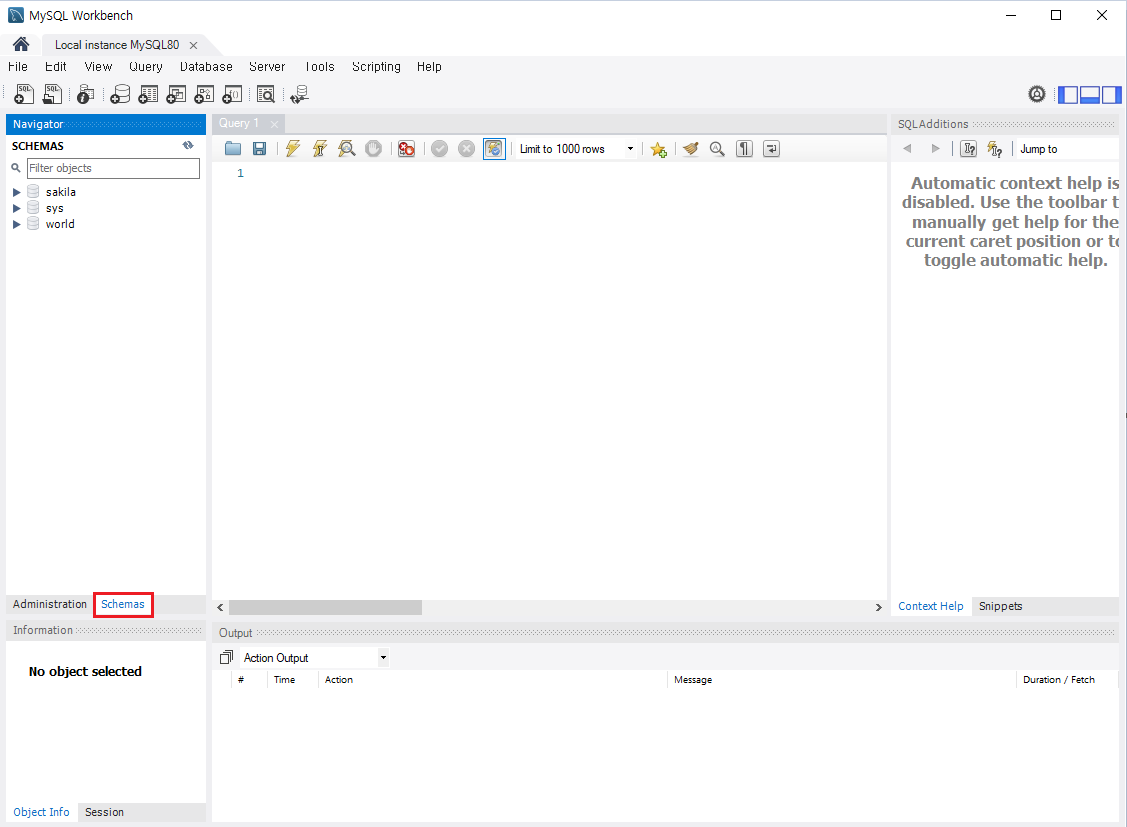 MySQL Workbench
Local instance MySQL80
File Edit View Query Database Server Tools Scripting Help
Navigator
SCHEMAS
Filter objects
sakila
sys
world
Administration Schemas
Information
No object selected
Object Info Session
Query 1
Limit to 1000 rows
1
SQLAdditions
Jump to
Automatic context help is
disabled. Use the toolbar t
manually get help for the
current caret position or to
toggle automatic help.
Context Help Snippets
Output
Action Output
# Time Action Message Duration / Fetch